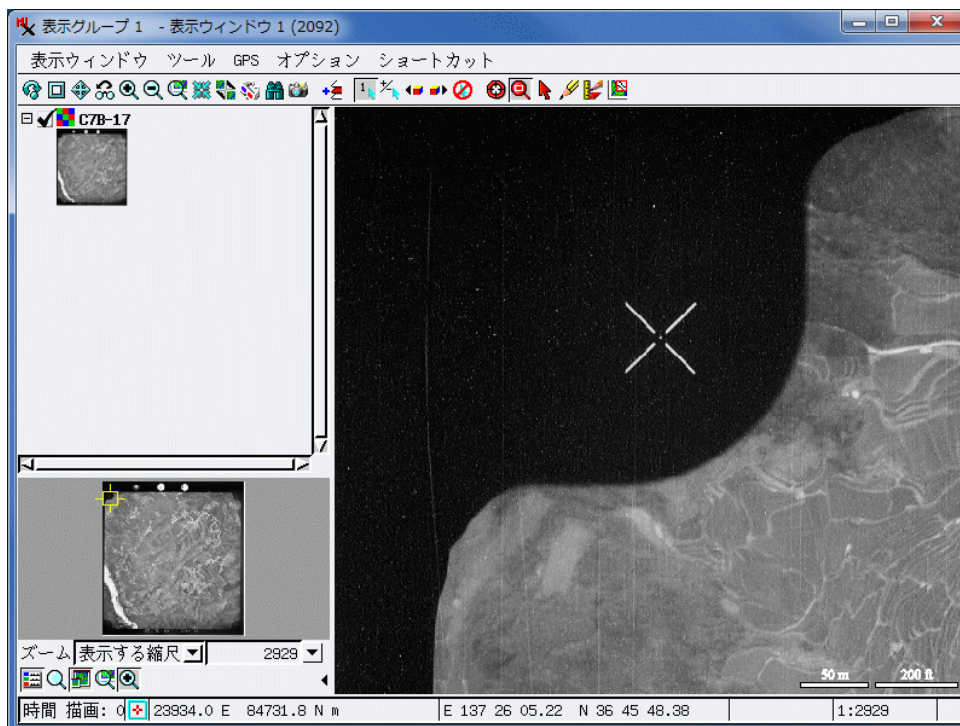 表示グループ 1 - 表示ウィンドウ 1 (2092)
表示ウィンドウ ツール GPS オプション ショートカット
C7B-17
50 m 200 ft
ズーム 表示する縮尺 2929
時間 描画: 0 23934.0 E 84731.8 N m E 137 26 05.22 N 36 45 48.38 1:2929